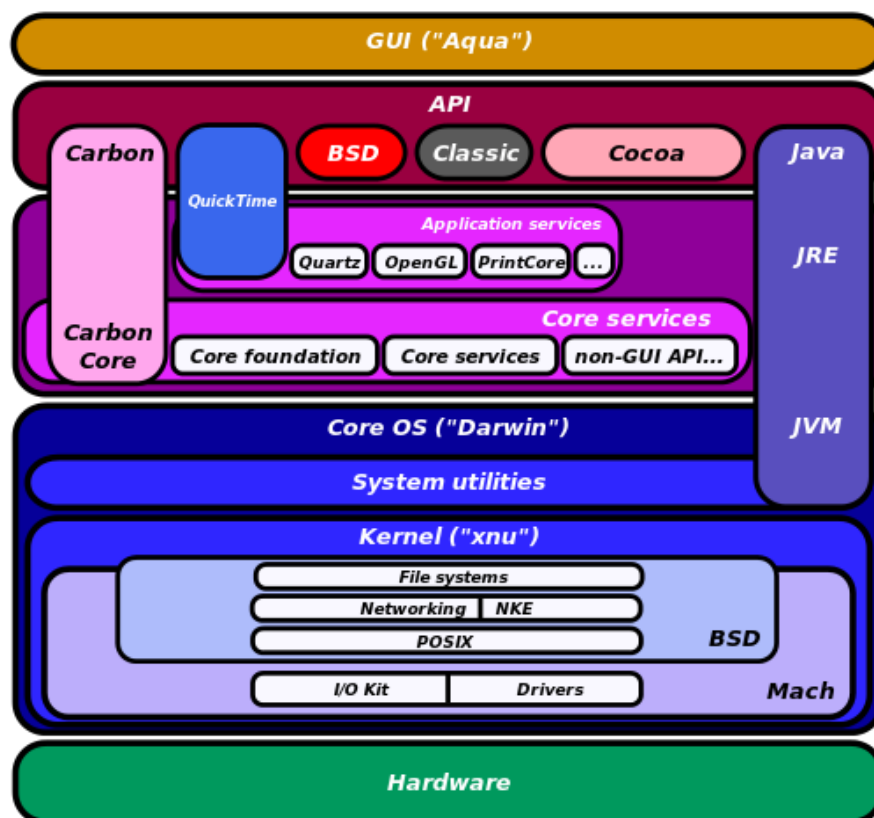 GUI ("Aqua")
API
Carbon
QuickTime
BSD
Classic
Cocoa
Java
JRE
JVM
Application services
Quartz
OpenGL
PrintCore
...
Carbon
Core
Core services
Core foundation
Core services
non-GUI API...
Core OS ("Darwin")
System utilities
Kernel ("xnu")
File systems
Networking
NKE
POSIX
BSD
I/O Kit
Drivers
Mach
Hardware